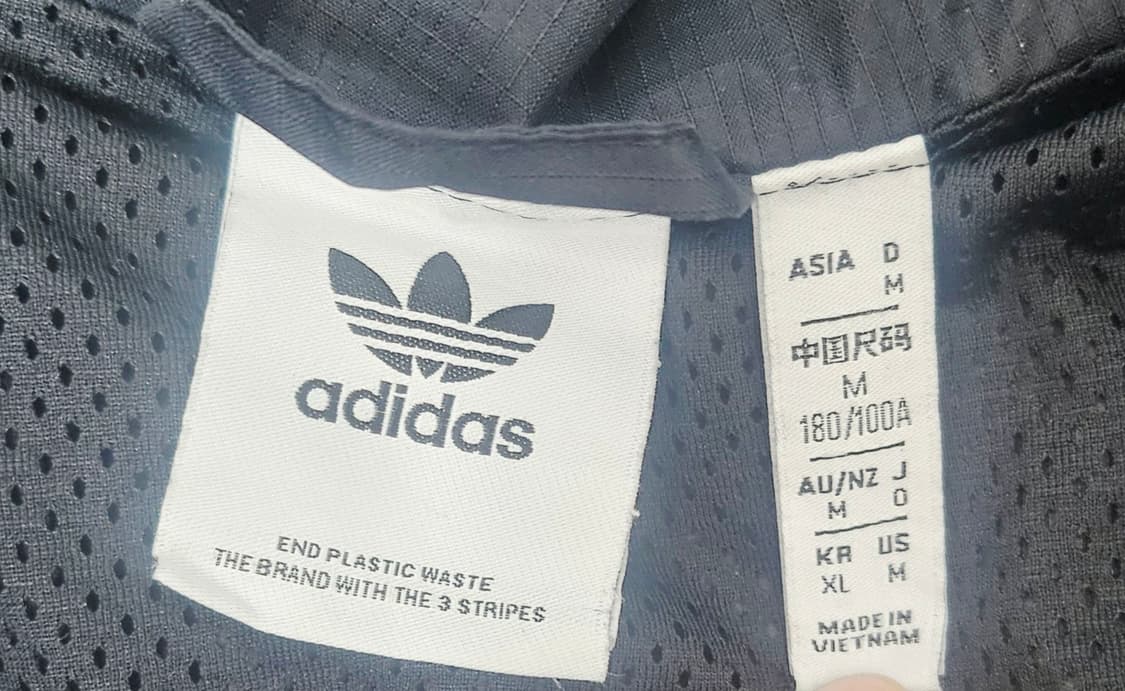 adidas
END PLASTIC WASTE
THE BRAND WITH THE 3 STRIPES
ASIA D
M
中国尺码
M
180/100A
AU/NZ J
M O
KR US
XL M
MADE IN
VIETNAM